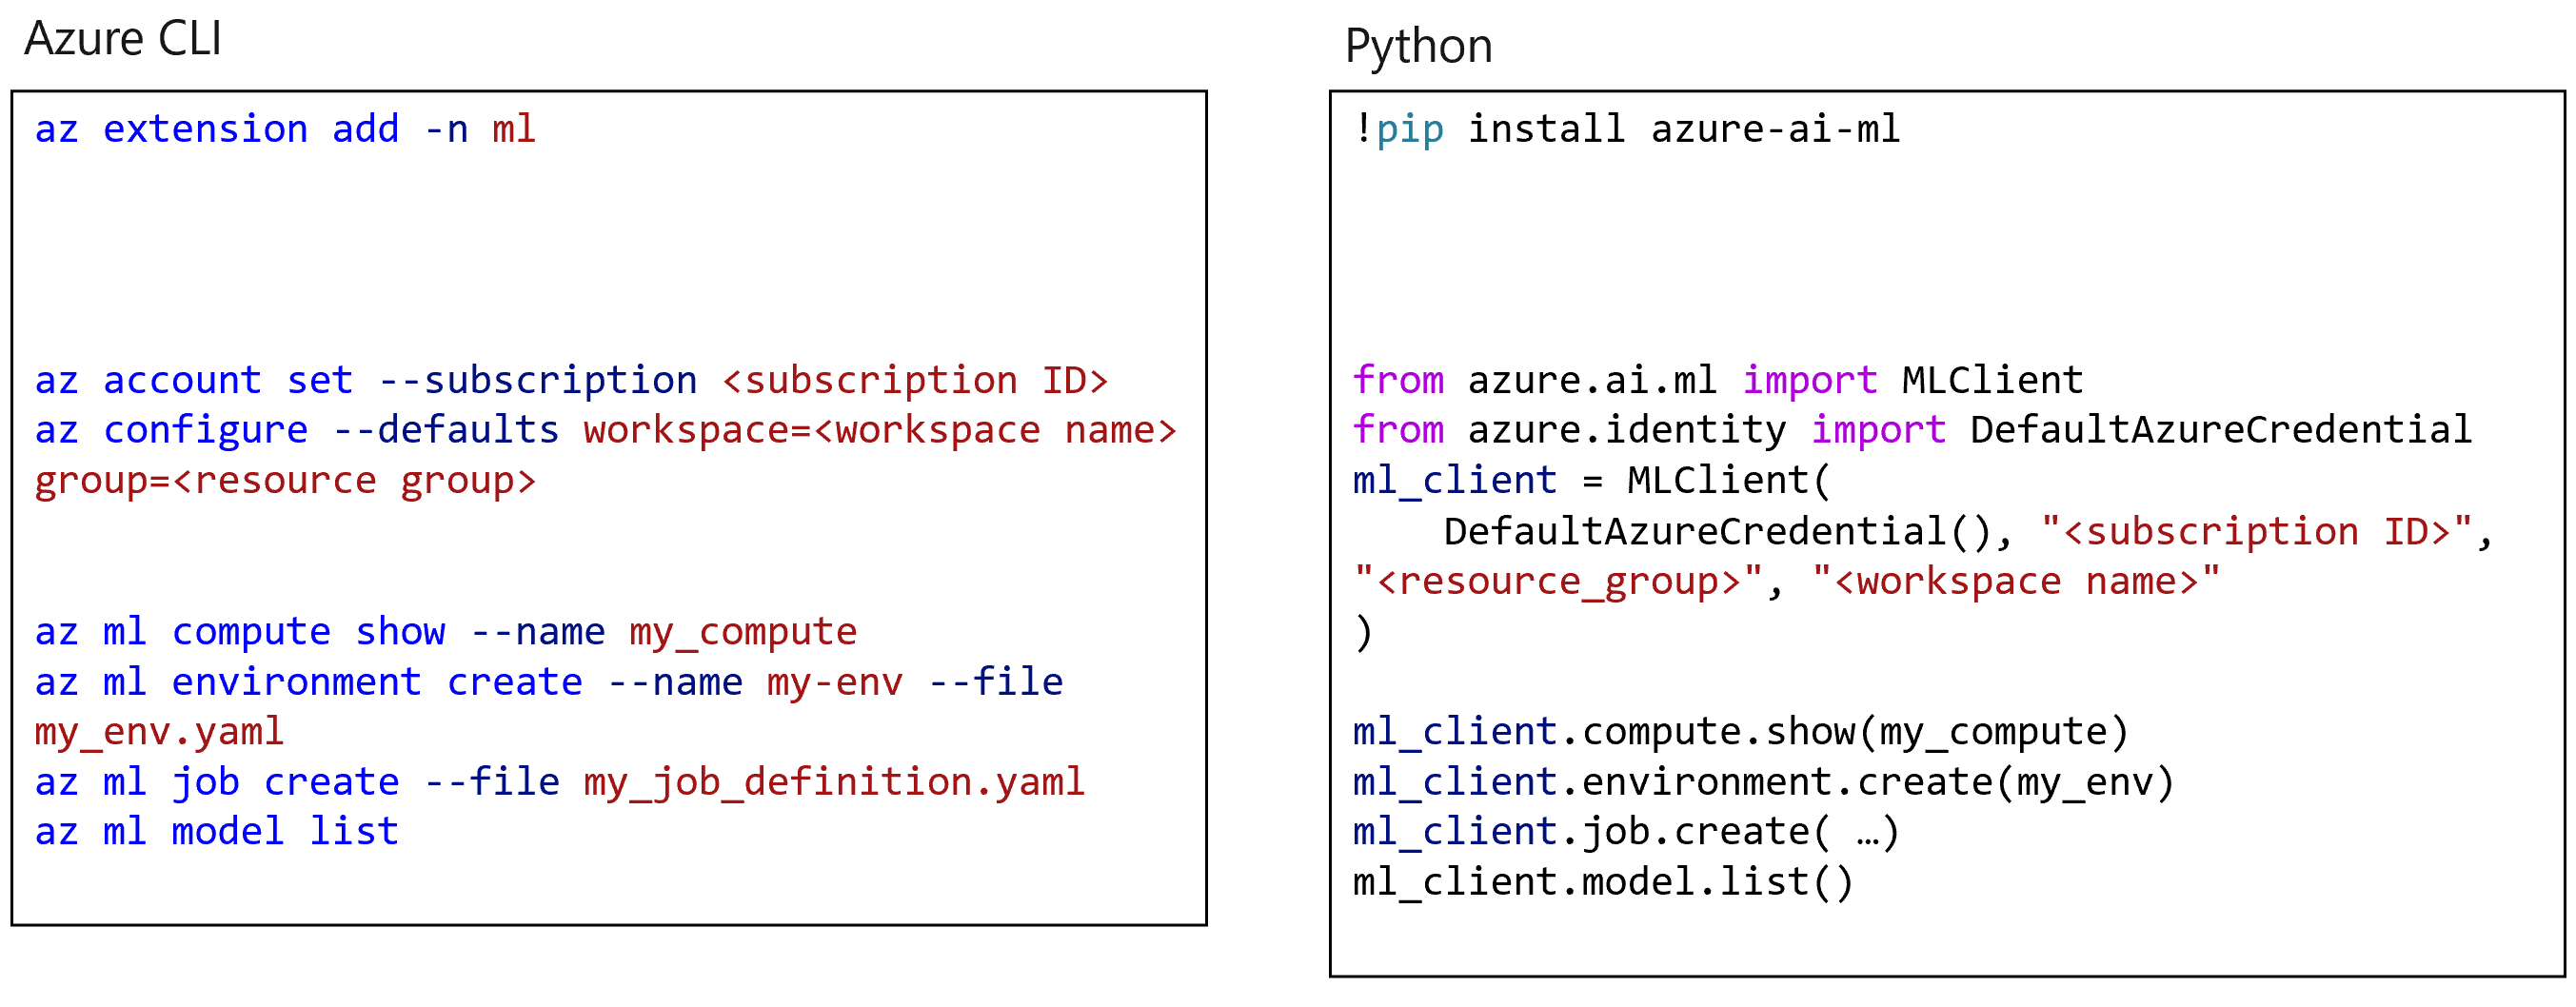 Azure CLI
az extension add -n ml
az account set --subscription <subscription ID>
az configure --defaults workspace=<workspace name>
group=<resource group>
az ml compute show --name my_compute
az ml environment create --name my-env --file
my_env.yaml
az ml job create --file my_job_definition.yaml
az ml model list
Python
!pip install azure-ai-ml
from azure.ai.ml import MLClient
from azure.identity import DefaultAzureCredential
ml_client = MLClient(
    DefaultAzureCredential(), "<subscription ID>",
"<resource_group>", "<workspace name>"
)
ml_client.compute.show(my_compute)
ml_client.environment.create(my_env)
ml_client.job.create( …)
ml_client.model.list()